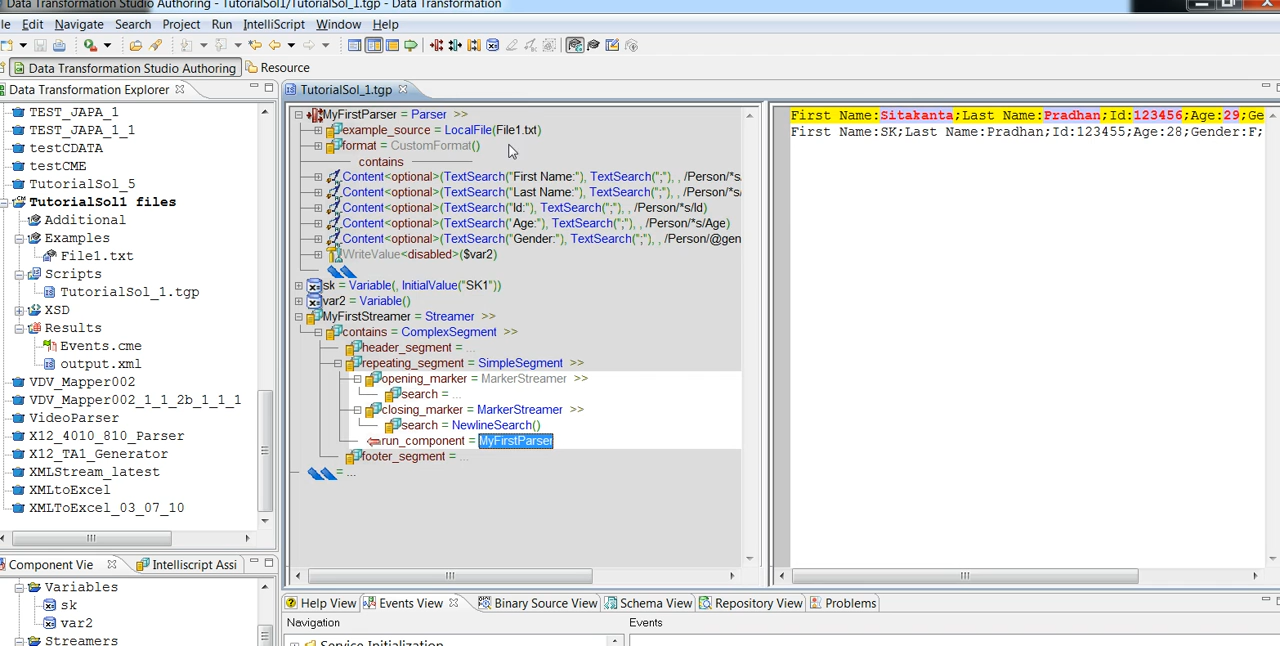 Data Transformation Studio Authoring - TutorialSol1/TutorialSol_1.tgp - Data Transformation
le Edit Navigate Search Project Run IntelliScript Window Help
Data Transformation Studio Authoring Resource
Data Transformation Explorer
TEST_JAPA_1
TEST_JAPA_1_1
testCDATA
testCME
TutorialSol_5
TutorialSol1 files
Additional
Examples
File1.txt
Scripts
TutorialSol_1.tgp
XSD
Results
Events.cme
output.xml
VDV_Mapper002
VDV_Mapper002_1_1_2b_1_1_1
VideoParser
X12_4010_810_Parser
X12_TA1_Generator
XMLStream_latest
XMLtoExcel
XMLToExcel_03_07_10
Component Vie Intelliscript Assi
Variables
sk
var2
Streamers
TutorialSol_1.tgp
MyFirstParser = Parser >>
example_source = LocalFile(File1.txt)
format = CustomFormat()
contains
Content<optional>(TextSearch("First Name:"), TextSearch(";"), , /Person/*s
Content<optional>(TextSearch("Last Name:"), TextSearch(";"), , /Person/*s
Content<optional>(TextSearch("Id:"), TextSearch(";"), , /Person/*s/Id)
Content<optional>(TextSearch("Age:"), TextSearch(";"), , /Person/*s/Age)
Content<optional>(TextSearch("Gender:"), TextSearch(";"), , /Person/@gen
WriteValue<disabled>($var2)
sk = Variable(, InitialValue("SK1"))
var2 = Variable()
MyFirstStreamer = Streamer >>
contains = ComplexSegment >>
header_segment = ...
repeating_segment = SimpleSegment >>
opening_marker = MarkerStreamer >>
search = ...
closing_marker = MarkerStreamer >>
search = NewlineSearch()
run_component = MyFirstParser
footer_segment = ...
= ...
First Name:Sitakanta;Last Name:Pradhan;Id:123456;Age:29;Ge
First Name:SK;Last Name:Pradhan;Id:123455;Age:28;Gender:F;
Help View Events View Binary Source View Schema View Repository View Problems
Navigation Events
Service Initialization